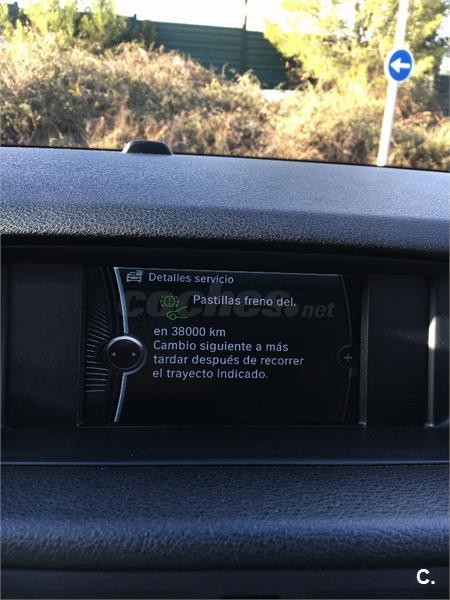 Detalles servicio
Pastillas freno del.
coches.net
en 38000 km
Cambio siguiente a más
tardar después de recorrer
el trayecto indicado.
+
C.